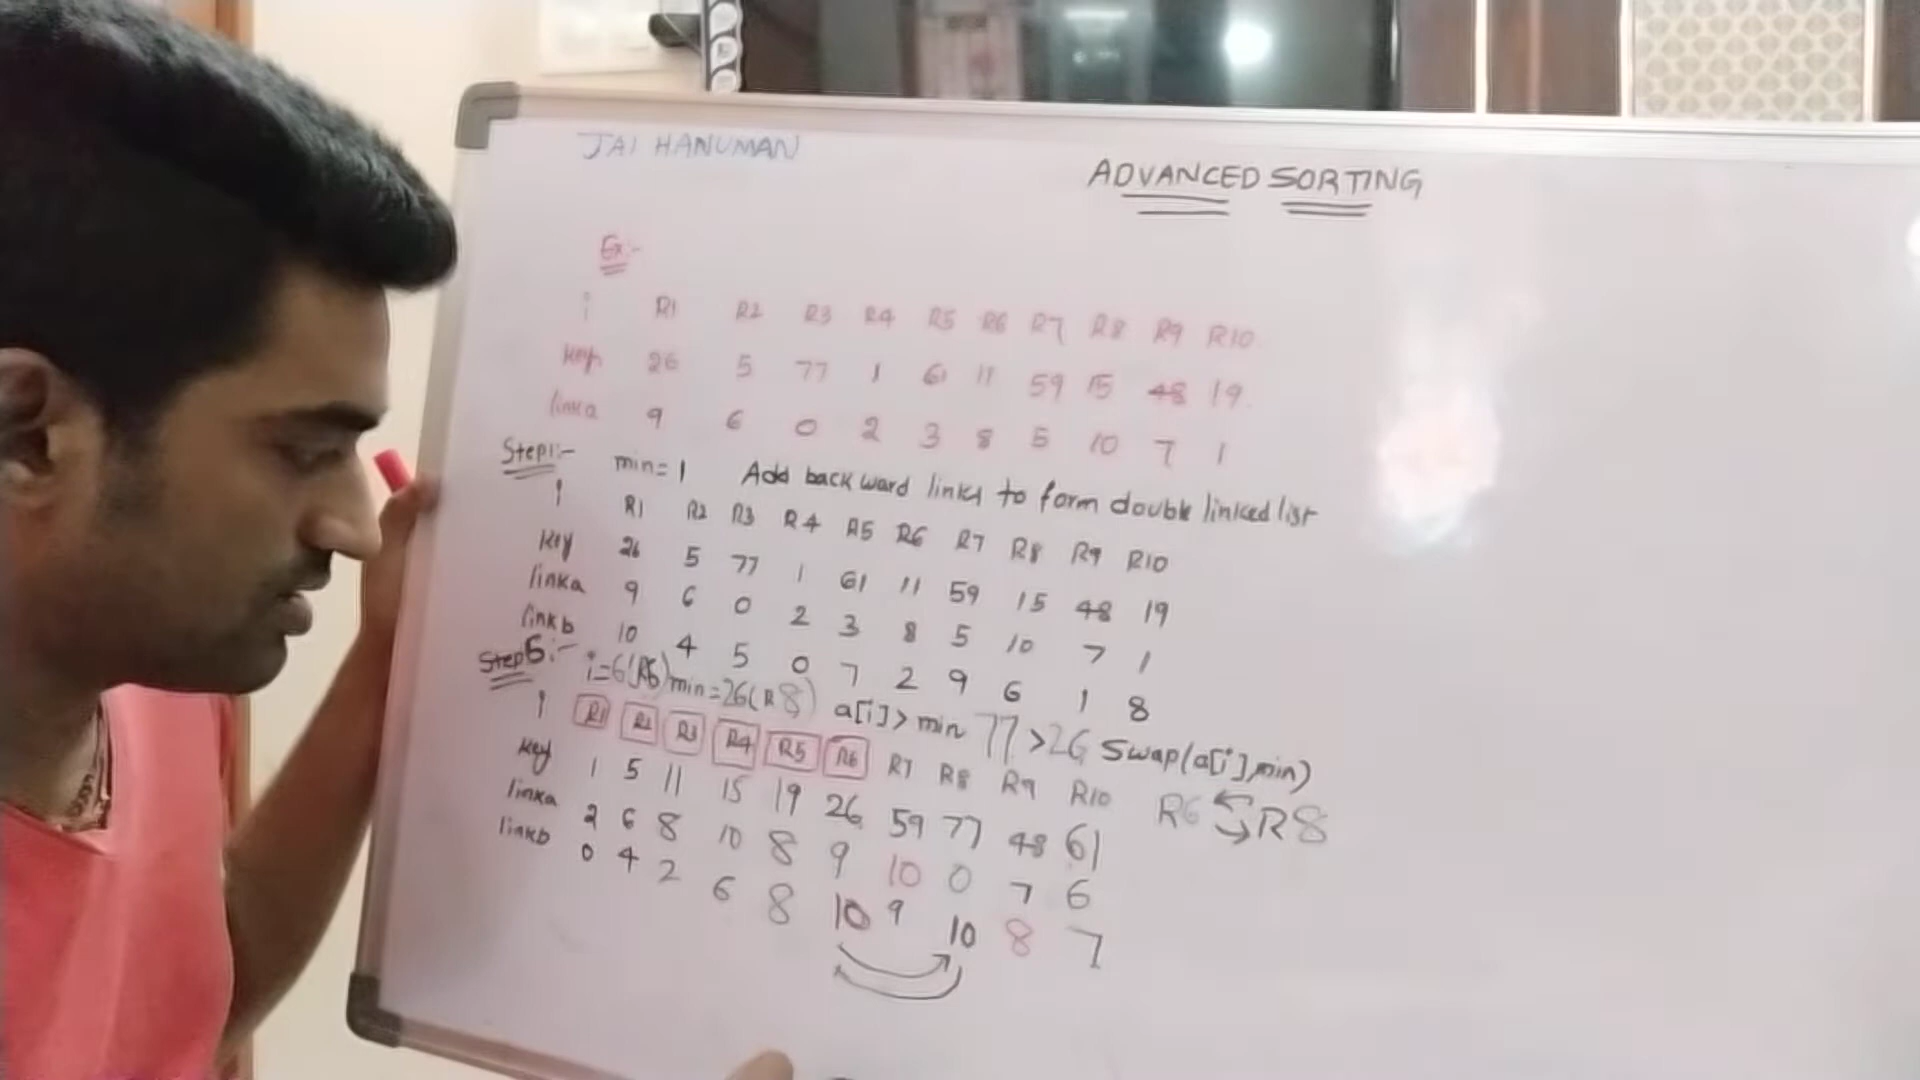 JAI HANUMAN
ADVANCED SORTING
Ex:-
i R1 R2 R3 R4 R5 R6 R7 R8 R9 R10
key 26 5 77 1 61 11 59 15 48 19
linka 9 6 0 2 3 8 5 10 7 1
Step1:- min=1 Add backward links to form double linked list
i R1 R2 R3 R4 R5 R6 R7 R8 R9 R10
key 26 5 77 1 61 11 59 15 48 19
linka 9 6 0 2 3 8 5 10 7 1
linkb 10 4 5 0 7 2 9 6 1 8
Step6:- i=6(R6) min=26(R8) a[i]>min 77>26 Swap(a[i],min)
i R1 R2 R3 R4 R5 R6 R7 R8 R9 R10 R6 R8
key 1 5 11 15 19 26 59 77 48 61
linka 2 6 8 10 8 9 10 0 7 6
linkb 0 4 2 6 8 10 9 10 8 7